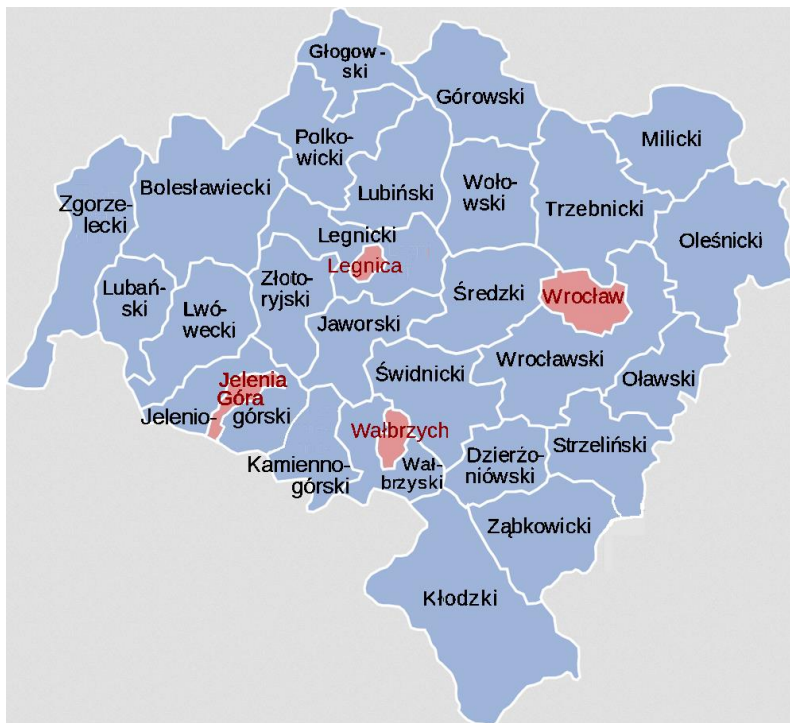 Głogow-
ski
Górowski
Milicki
Polko-
wicki
Bolesławiecki
Lubiński
Woło-
wski
Zgorze-
lecki
Trzebnicki
Legnicki
Oleśnicki
Legnica
Złoto-
ryjski
Lubań-
ski
Średzki
Wrocław
Lwó-
wecki
Jaworski
Wrocławski
Świdnicki
Oławski
Jelenia
Góra
Jelenio-
górski
Wałbrzych
Strzeliński
Dzierżo-
niówski
Kamienno-
górski
Wał-
brzyski
Ząbkowicki
Kłodzki